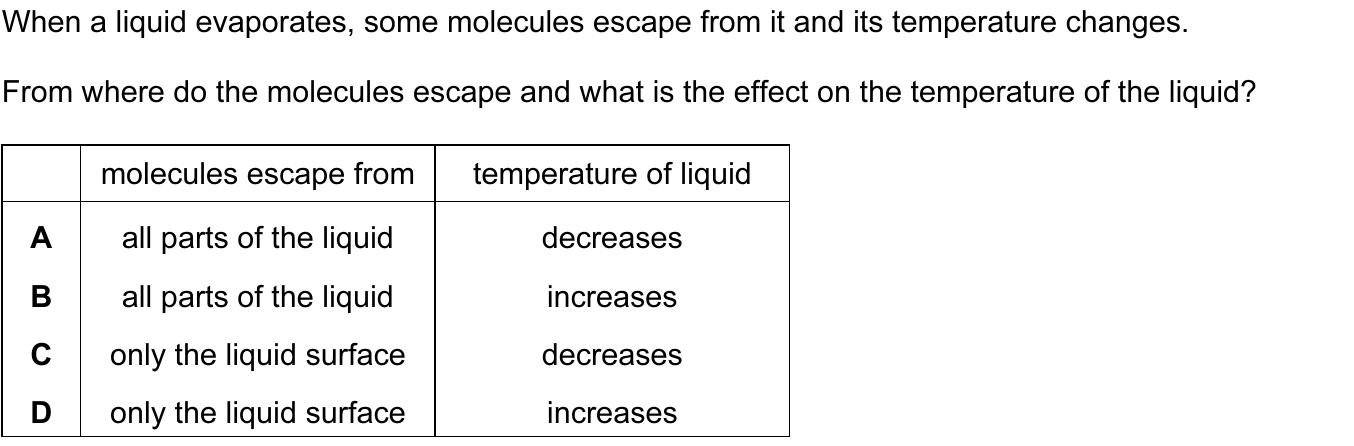 When a liquid evaporates, some molecules escape from it and its temperature changes.
From where do the molecules escape and what is the effect on the temperature of the liquid?
molecules escape from temperature of liquid
A all parts of the liquid decreases
B all parts of the liquid increases
C only the liquid surface decreases
D only the liquid surface increases